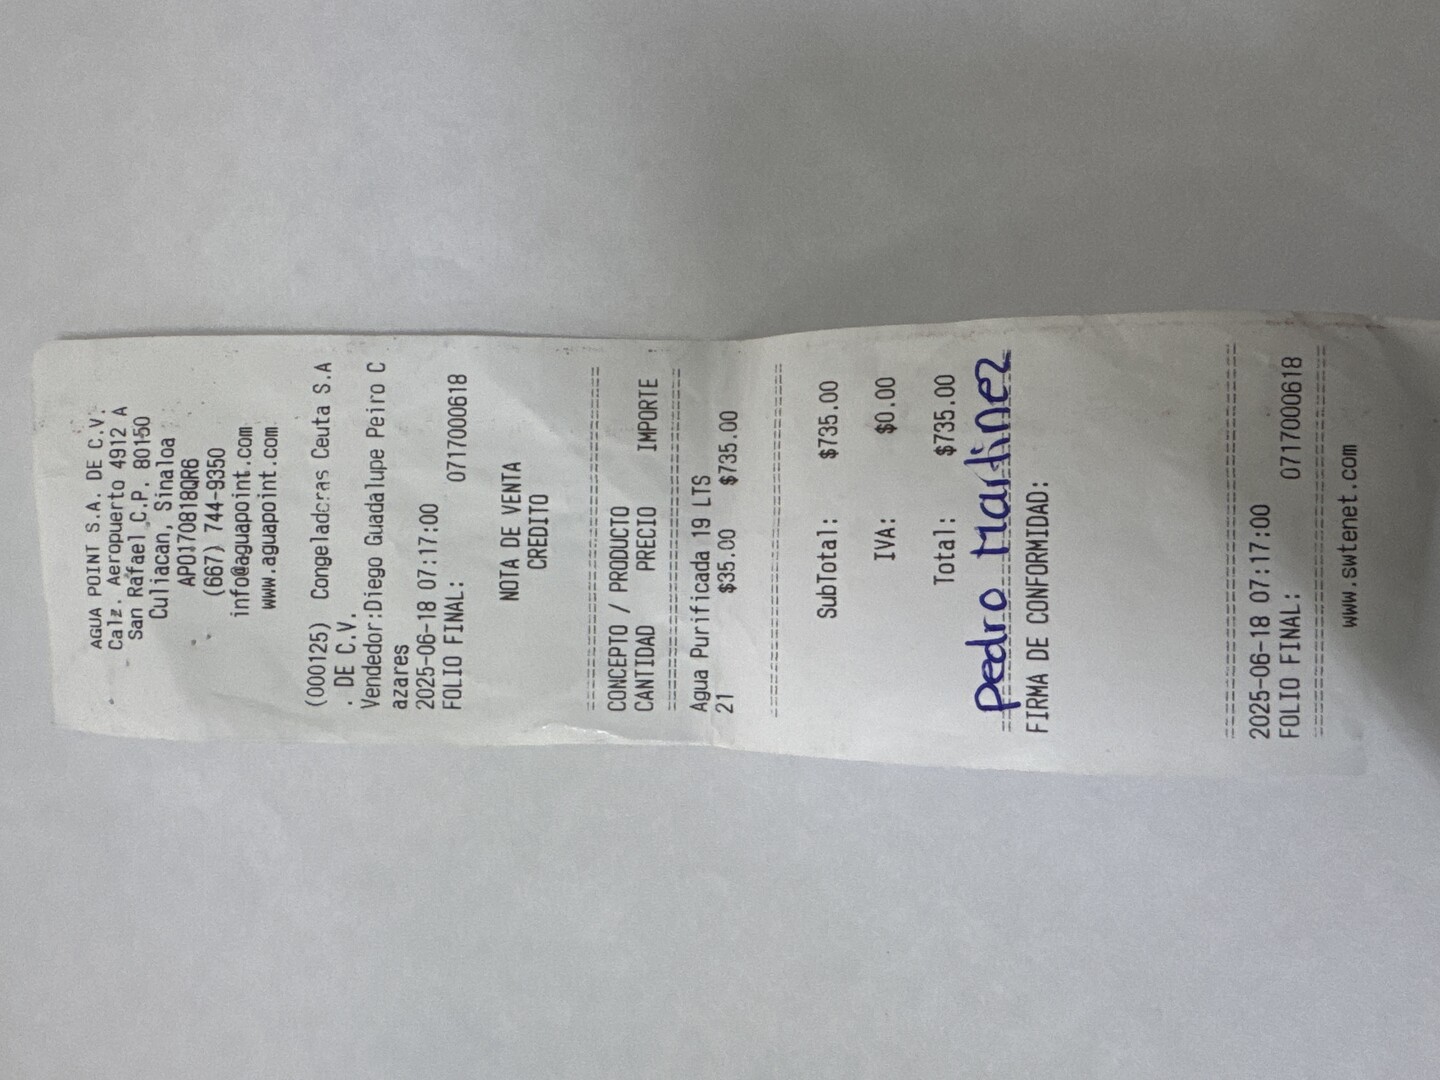 AGUA POINT S.A. DE C.V.
Calz. Aeropuerto 4912 A
San Rafael C.P. 80150
Culiacan, Sinaloa
APO170818QR6
(667) 744-9350
info@aguapoint.com
www.aguapoint.com
(000125) Congeladoras Ceuta S.A
. DE C.V.
Vendedor:Diego Guadalupe Peiro C
azares
2025-06-18 07:17:00
FOLIO FINAL: 0717000618
NOTA DE VENTA
CREDITO
================================
CONCEPTO / PRODUCTO
CANTIDAD PRECIO IMPORTE
================================
Agua Purificada 19 LTS
21 $35.00 $735.00
================================
SubTotal: $735.00
IVA: $0.00
Total: $735.00
Pedro Martinez
================================
FIRMA DE CONFORMIDAD:
================================
2025-06-18 07:17:00
FOLIO FINAL: 0717000618
================================
www.swtenet.com